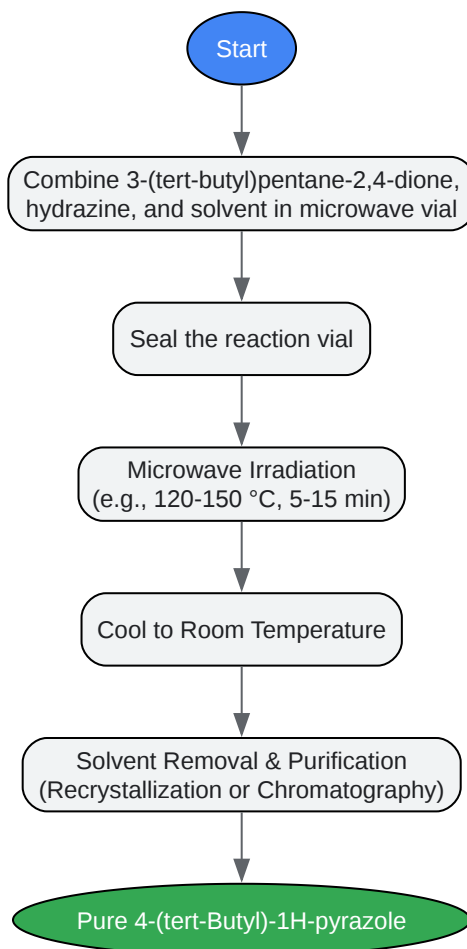 Start
Combine 3-(tert-butyl)pentane-2,4-dione,
hydrazine, and solvent in microwave vial
Seal the reaction vial
Microwave Irradiation
(e.g., 120-150 °C, 5-15 min)
Cool to Room Temperature
Solvent Removal & Purification
(Recrystallization or Chromatography)
Pure 4-(tert-Butyl)-1H-pyrazole